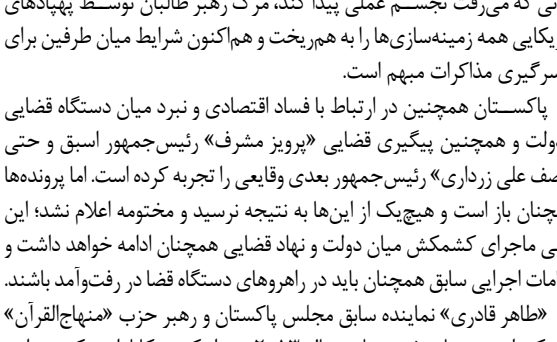 که می‌رفت تجسم عملی پیدا کند، مرگ رهبر طالبان توسط پهپادهای
همه زمینه‌سازی‌ها را به هم‌ریخت و هم‌اکنون شرایط میان طرفین برای
سرگیری مذاکرات مبهم است.
پاکستان همچنین در ارتباط با فساد اقتصادی و نبرد میان دستگاه قضایی
و همچنین پیگیری قضایی «پرویز مشرف» رئیس‌جمهور اسبق و حتی
علی زرداری» رئیس‌جمهور بعدی وقایعی را تجربه کرده است. اما پرونده‌ها
باز است و هیچ‌یک از این‌ها به نتیجه نرسید و مختومه اعلام نشد؛ این
ماجرای کشمکش میان دولت و نهاد قضایی همچنان ادامه خواهد داشت و
اجرایی سابق همچنان باید در راهروهای دستگاه قضا در رفت‌وآمد باشند.
«طاهر قادری» نماینده سابق مجلس پاکستان و رهبر حزب «منهاج‌القرآن»